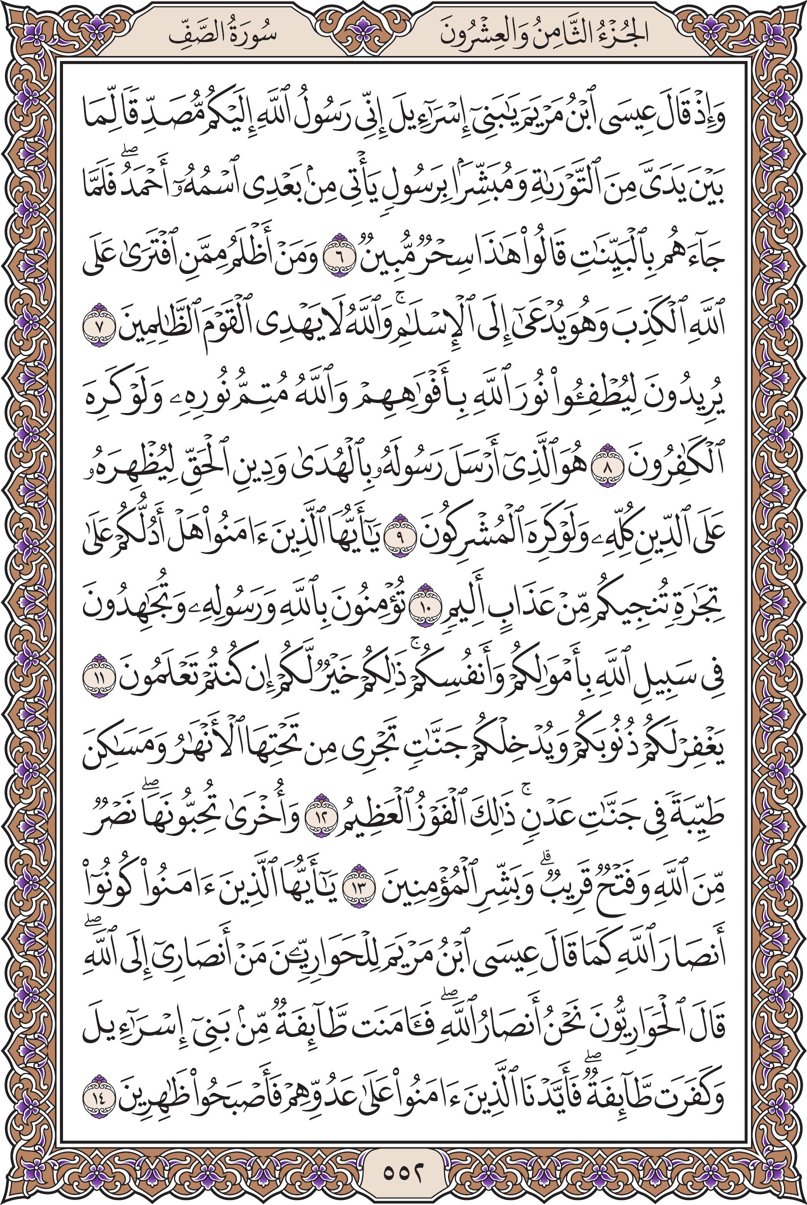 الجُزْءُ الثَّامِنُ وَالعِشْرُونَ سُورَةُ الصَّفِّ
وَإِذۡ قَالَ عِيسَى ٱبۡنُ مَرۡيَمَ يَٰبَنِيٓ إِسۡرَٰٓءِيلَ إِنِّي رَسُولُ ٱللَّهِ إِلَيۡكُم مُّصَدِّقٗا لِّمَا
بَيۡنَ يَدَيَّ مِنَ ٱلتَّوۡرَىٰةِ وَمُبَشِّرَۢا بِرَسُولٖ يَأۡتِي مِنۢ بَعۡدِي ٱسۡمُهُۥٓ أَحۡمَدُۖ فَلَمَّا
جَآءَهُم بِٱلۡبَيِّنَٰتِ قَالُواْ هَٰذَا سِحۡرٞ مُّبِينٞ ٦ وَمَنۡ أَظۡلَمُ مِمَّنِ ٱفۡتَرَىٰ عَلَى
ٱللَّهِ ٱلۡكَذِبَ وَهُوَ يُدۡعَىٰٓ إِلَى ٱلۡإِسۡلَٰمِۚ وَٱللَّهُ لَا يَهۡدِي ٱلۡقَوۡمَ ٱلظَّٰلِمِينَ ٧
يُرِيدُونَ لِيُطۡفِـُٔواْ نُورَ ٱللَّهِ بِأَفۡوَٰهِهِمۡ وَٱللَّهُ مُتِمُّ نُورِهِۦ وَلَوۡ كَرِهَ
ٱلۡكَٰفِرُونَ ٨ هُوَ ٱلَّذِيٓ أَرۡسَلَ رَسُولَهُۥ بِٱلۡهُدَىٰ وَدِينِ ٱلۡحَقِّ لِيُظۡهِرَهُۥ
عَلَى ٱلدِّينِ كُلِّهِۦ وَلَوۡ كَرِهَ ٱلۡمُشۡرِكُونَ ٩ يَٰٓأَيُّهَا ٱلَّذِينَ ءَامَنُواْ هَلۡ أَدُلُّكُمۡ عَلَىٰ
تِجَٰرَةٖ تُنجِيكُم مِّنۡ عَذَابٍ أَلِيمٖ ١٠ تُؤۡمِنُونَ بِٱللَّهِ وَرَسُولِهِۦ وَتُجَٰهِدُونَ
فِي سَبِيلِ ٱللَّهِ بِأَمۡوَٰلِكُمۡ وَأَنفُسِكُمۡۚ ذَٰلِكُمۡ خَيۡرٞ لَّكُمۡ إِن كُنتُمۡ تَعۡلَمُونَ ١١
يَغۡفِرۡ لَكُمۡ ذُنُوبَكُمۡ وَيُدۡخِلۡكُمۡ جَنَّٰتٖ تَجۡرِي مِن تَحۡتِهَا ٱلۡأَنۡهَٰرُ وَمَسَٰكِنَ
طَيِّبَةٗ فِي جَنَّٰتِ عَدۡنٖۚ ذَٰلِكَ ٱلۡفَوۡزُ ٱلۡعَظِيمُ ١٢ وَأُخۡرَىٰ تُحِبُّونَهَاۖ نَصۡرٞ
مِّنَ ٱللَّهِ وَفَتۡحٞ قَرِيبٞۗ وَبَشِّرِ ٱلۡمُؤۡمِنِينَ ١٣ يَٰٓأَيُّهَا ٱلَّذِينَ ءَامَنُواْ كُونُوٓاْ
أَنصَارَ ٱللَّهِ كَمَا قَالَ عِيسَى ٱبۡنُ مَرۡيَمَ لِلۡحَوَارِيِّـۧنَ مَنۡ أَنصَارِيٓ إِلَى ٱللَّهِۖ
قَالَ ٱلۡحَوَارِيُّونَ نَحۡنُ أَنصَارُ ٱللَّهِۖ فَـَٔامَنَت طَّآئِفَةٞ مِّنۢ بَنِيٓ إِسۡرَٰٓءِيلَ
وَكَفَرَت طَّآئِفَةٞۖ فَأَيَّدۡنَا ٱلَّذِينَ ءَامَنُواْ عَلَىٰ عَدُوِّهِمۡ فَأَصۡبَحُواْ ظَٰهِرِينَ ١٤
٥٥٢